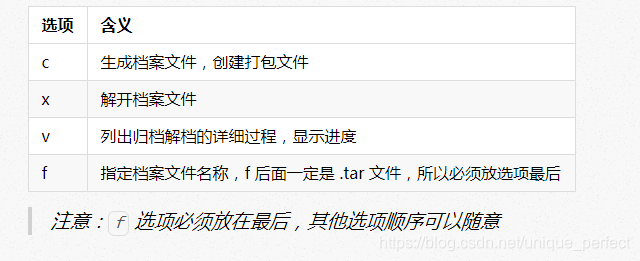 选项 含义
c 生成档案文件，创建打包文件
x 解开档案文件
v 列出归档解档的详细过程，显示进度
f 指定档案文件名称，f 后面一定是 .tar 文件，所以必须放选项最后
注意：f 选项必须放在最后，其他选项顺序可以随意
https://blog.csdn.net/unique_perfect